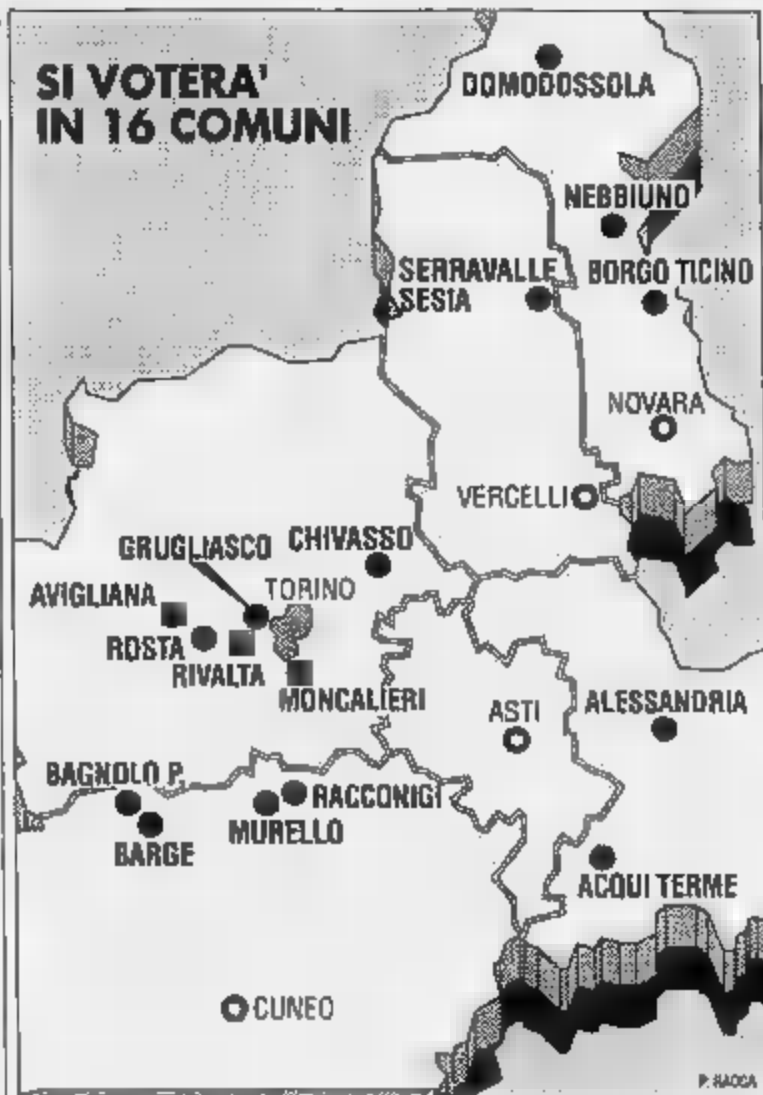 SI VOTERA'
IN 16 COMUNI
DOMODOSSOLA
NEBBIUNO
SERRAVALLE
SESIA
BORGO TICINO
NOVARA
VERCELLI
GRUGLIASCO
CHIVASSO
AVIGLIANA
TORINO
ROSTA
RIVALTA
MONCALIERI
ASTI
ALESSANDRIA
BAGNOLO P.
RACCONIGI
MURELLO
BARGE
ACQUI TERME
CUNEO